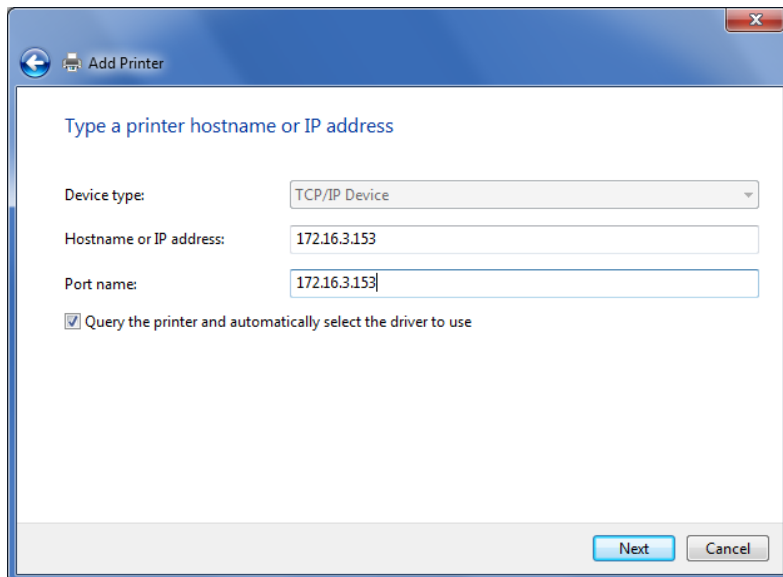 Add Printer
Type a printer hostname or IP address
Device type: TCP/IP Device
Hostname or IP address: 172.16.3.153
Port name: 172.16.3.153
Query the printer and automatically select the driver to use
Next Cancel